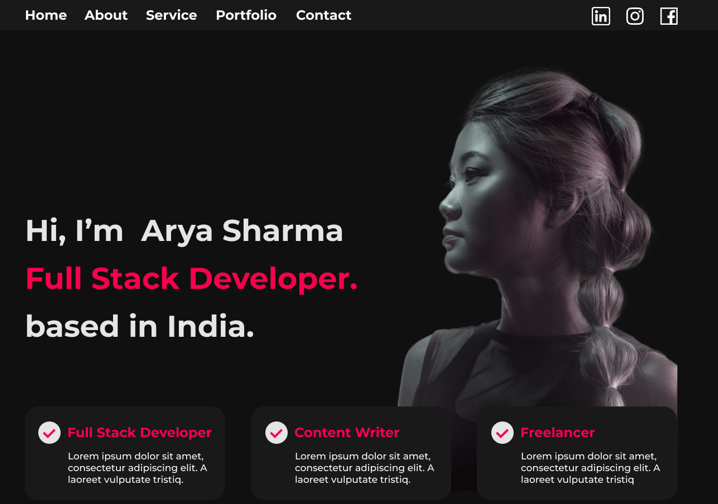 Home About Service Portfolio Contact
Hi, I’m Arya Sharma
Full Stack Developer.
based in India.
Full Stack Developer
Lorem ipsum dolor sit amet,
consectetur adipiscing elit. A
laoreet vulputate tristiq.
Content Writer
Lorem ipsum dolor sit amet,
consectetur adipiscing elit. A
laoreet vulputate tristiq.
Freelancer
Lorem ipsum dolor sit amet,
consectetur adipiscing elit. A
laoreet vulputate tristiq